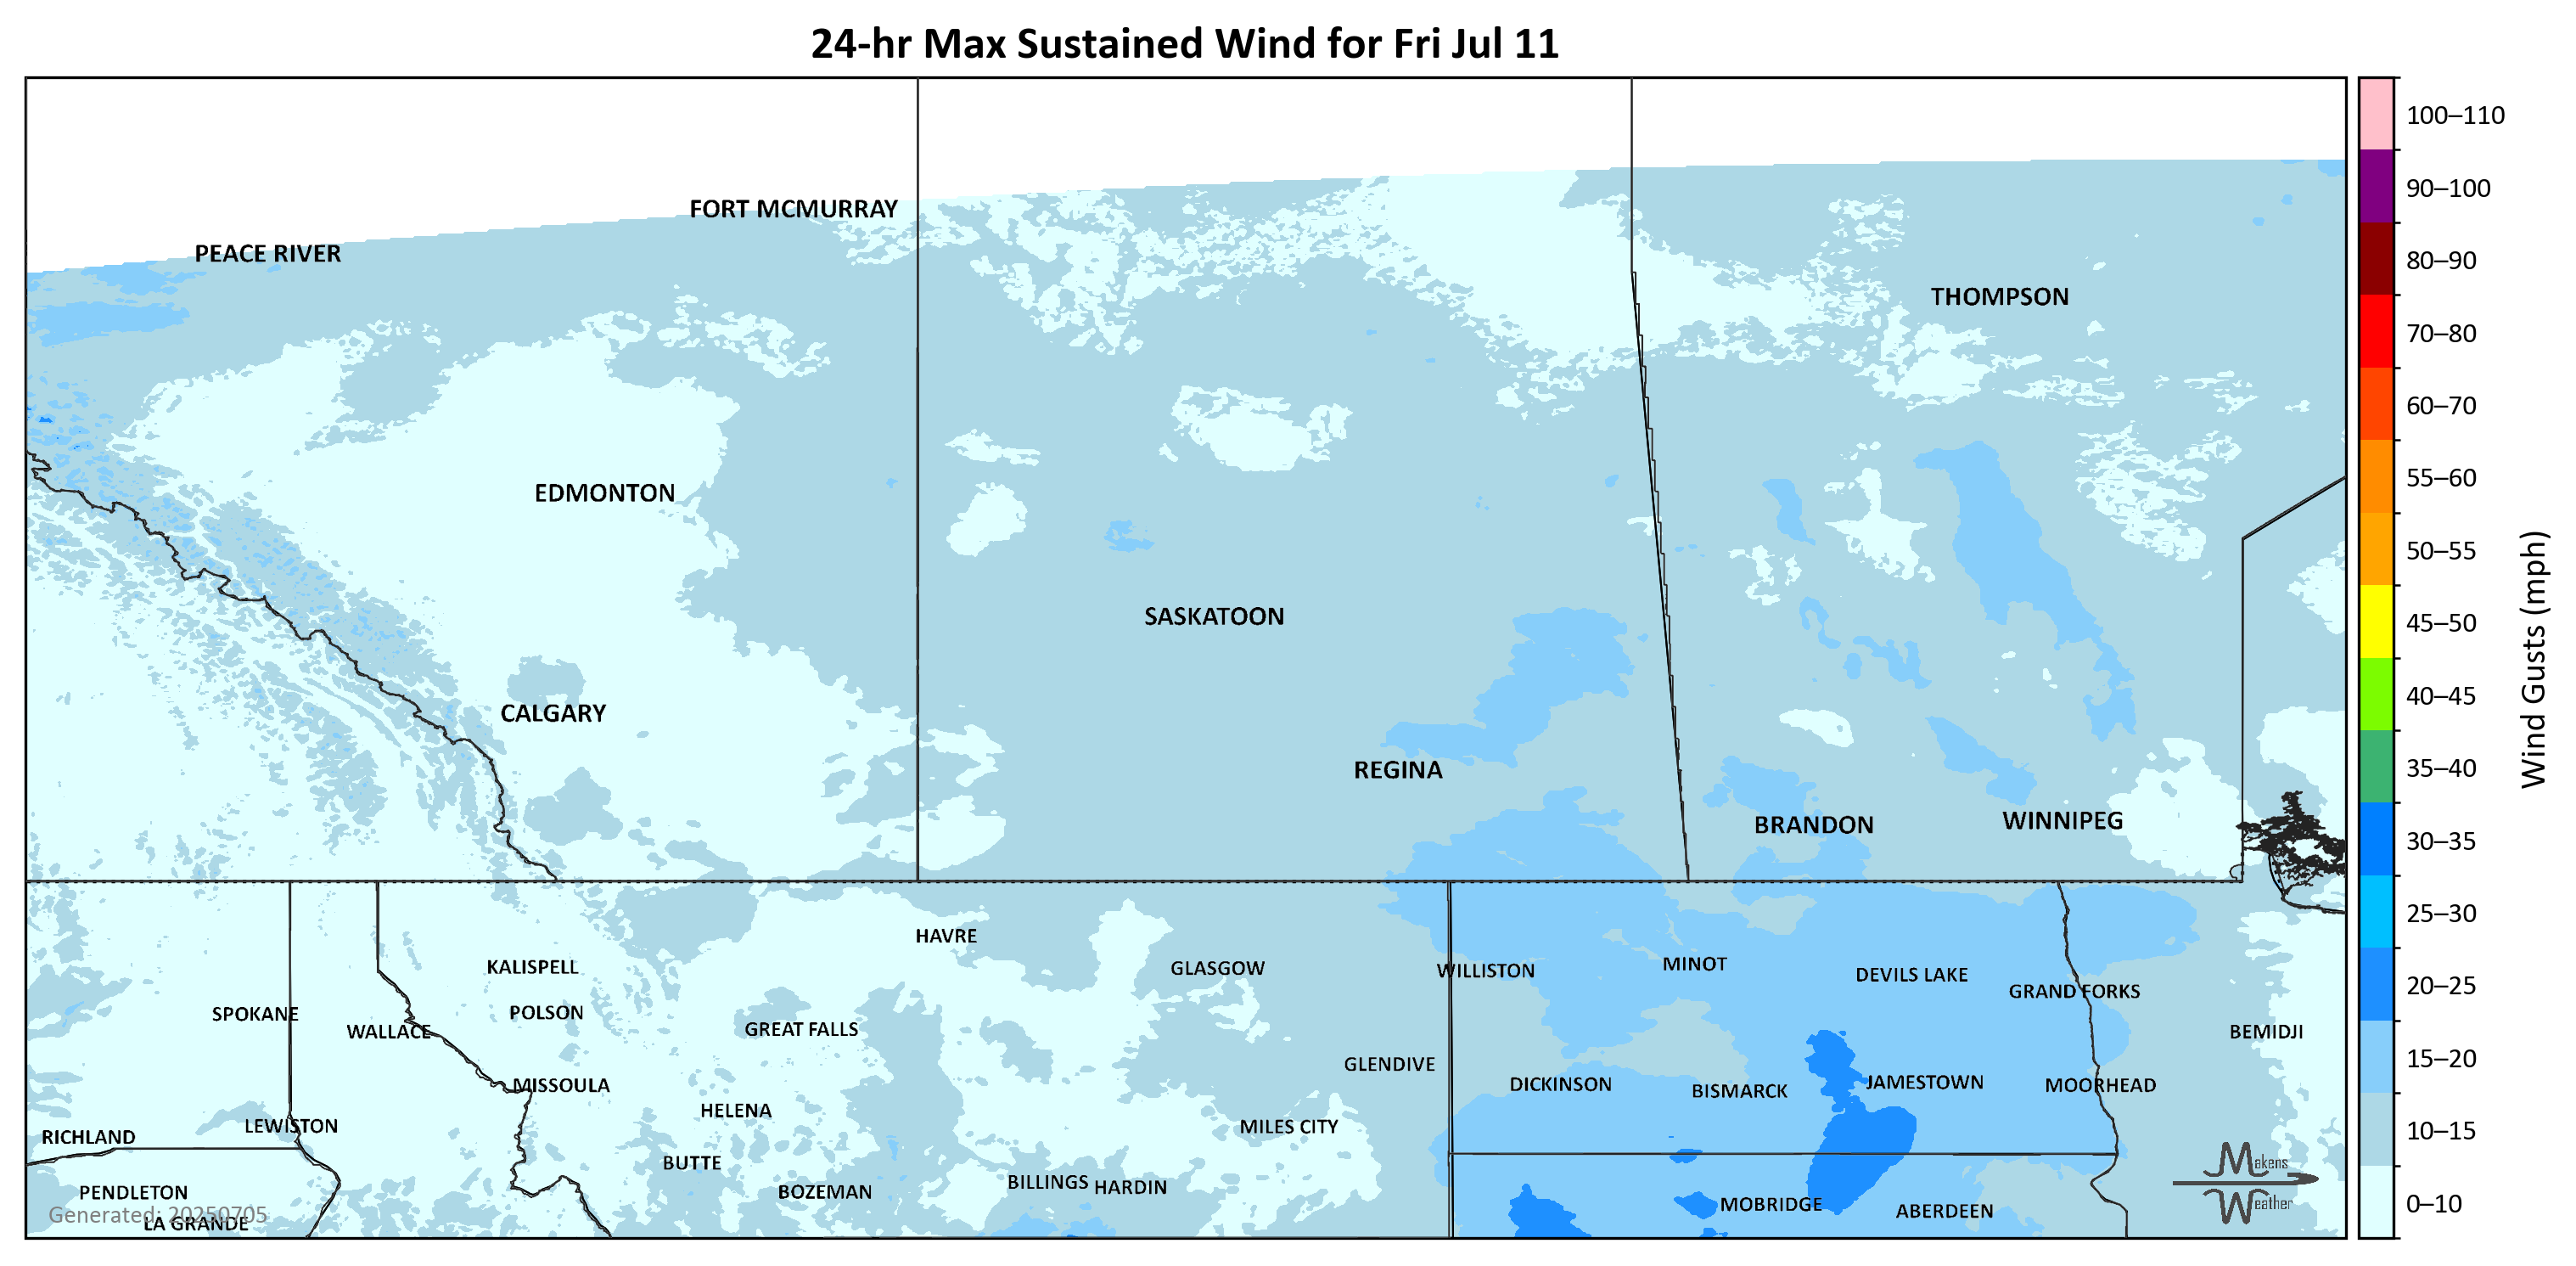 24-hr Max Sustained Wind for Fri Jul 11
100–110
90–100
80–90
70–80
60–70
55–60
50–55
45–50
40–45
35–40
30–35
25–30
20–25
15–20
10–15
0–10
Wind Gusts (mph)
FORT MCMURRAY
PEACE RIVER
THOMPSON
EDMONTON
SASKATOON
CALGARY
REGINA
BRANDON
WINNIPEG
HAVRE
KALISPELL
GLASGOW
WILLISTON
MINOT
DEVILS LAKE
GRAND FORKS
SPOKANE
POLSON
WALLACE
GREAT FALLS
BEMIDJI
GLENDIVE
MISSOULA
DICKINSON
BISMARCK
JAMESTOWN
MOORHEAD
HELENA
LEWISTON
MILES CITY
RICHLAND
BUTTE
BILLINGS
HARDIN
PENDLETON
BOZEMAN
MOBRIDGE
ABERDEEN
Generated: 20250705
LA GRANDE
Makens
Weather